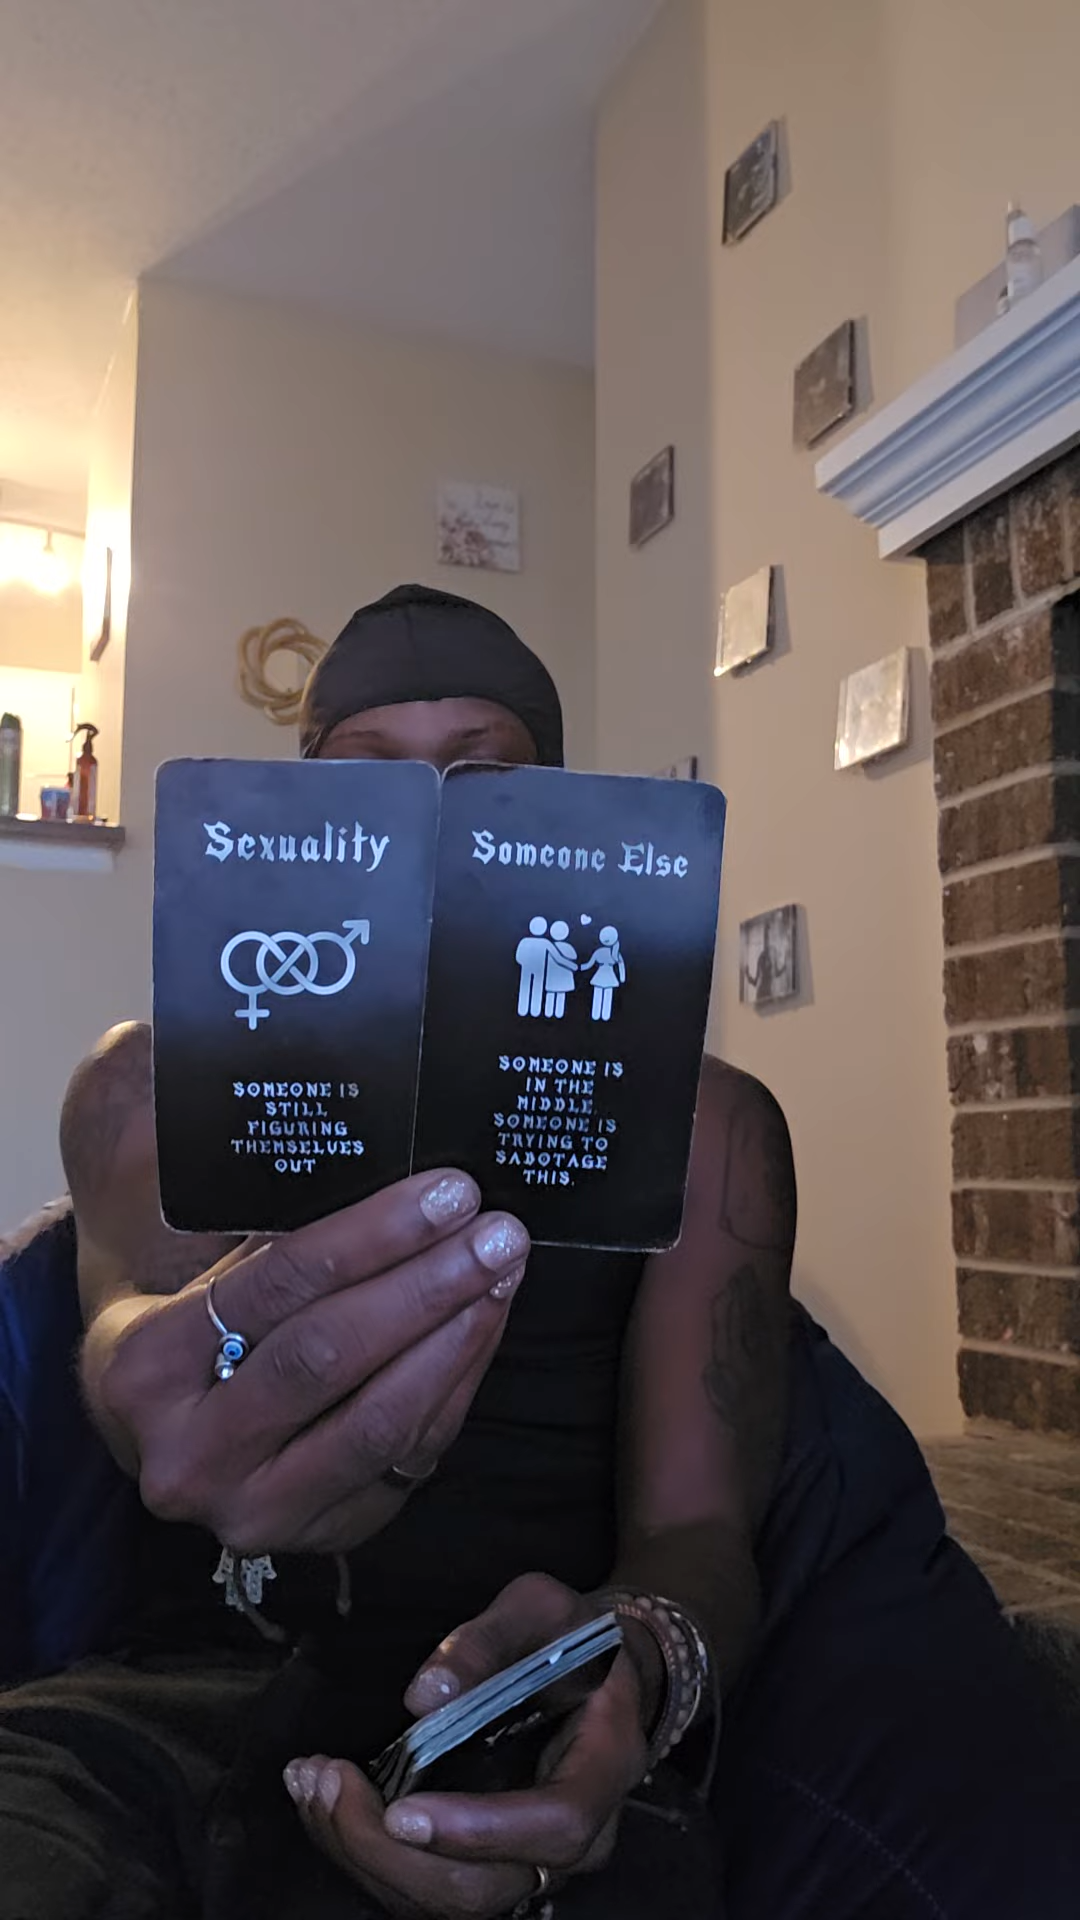 Sexuality
SOMEONE IS
STILL
FIGURING
THEMSELVES
OUT
Someone Else
SOMEONE IS
IN THE
MIDDLE.
SOMEONE IS
TRYING TO
SABOTAGE
THIS.